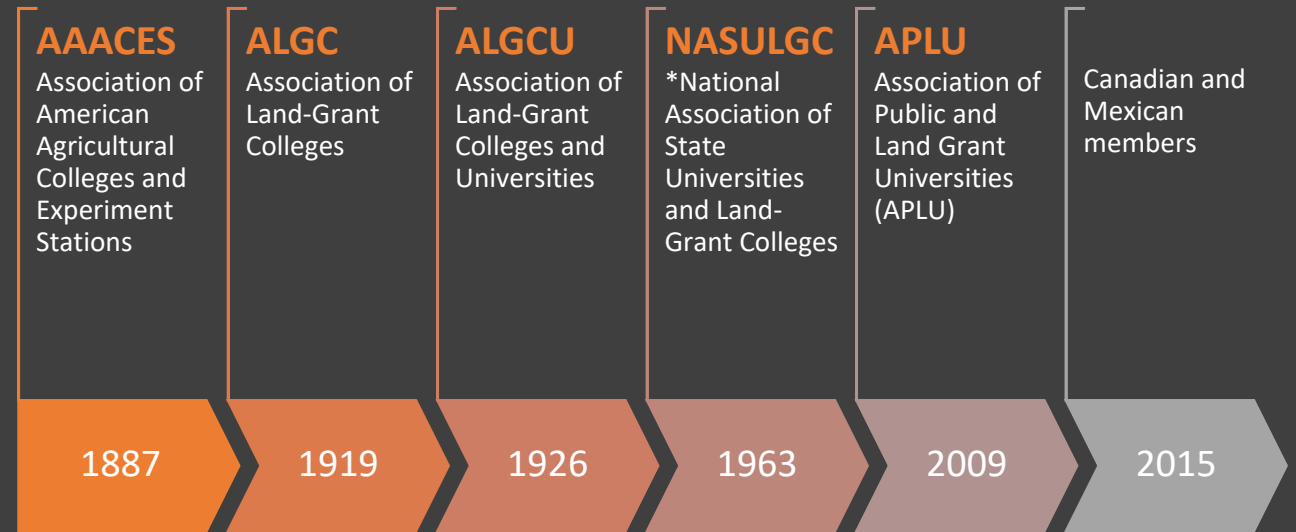 AAACES
Association of
American
Agricultural
Colleges and
Experiment
Stations
ALGC
Association of
Land-Grant
Colleges
ALGCU
Association of
Land-Grant
Colleges and
Universities
NASULGC
*National
Association of
State
Universities
and Land-
Grant Colleges
APLU
Association of
Public and
Land Grant
Universities
(APLU)
Canadian and
Mexican
members
1887
1919
1926
1963
2009
2015